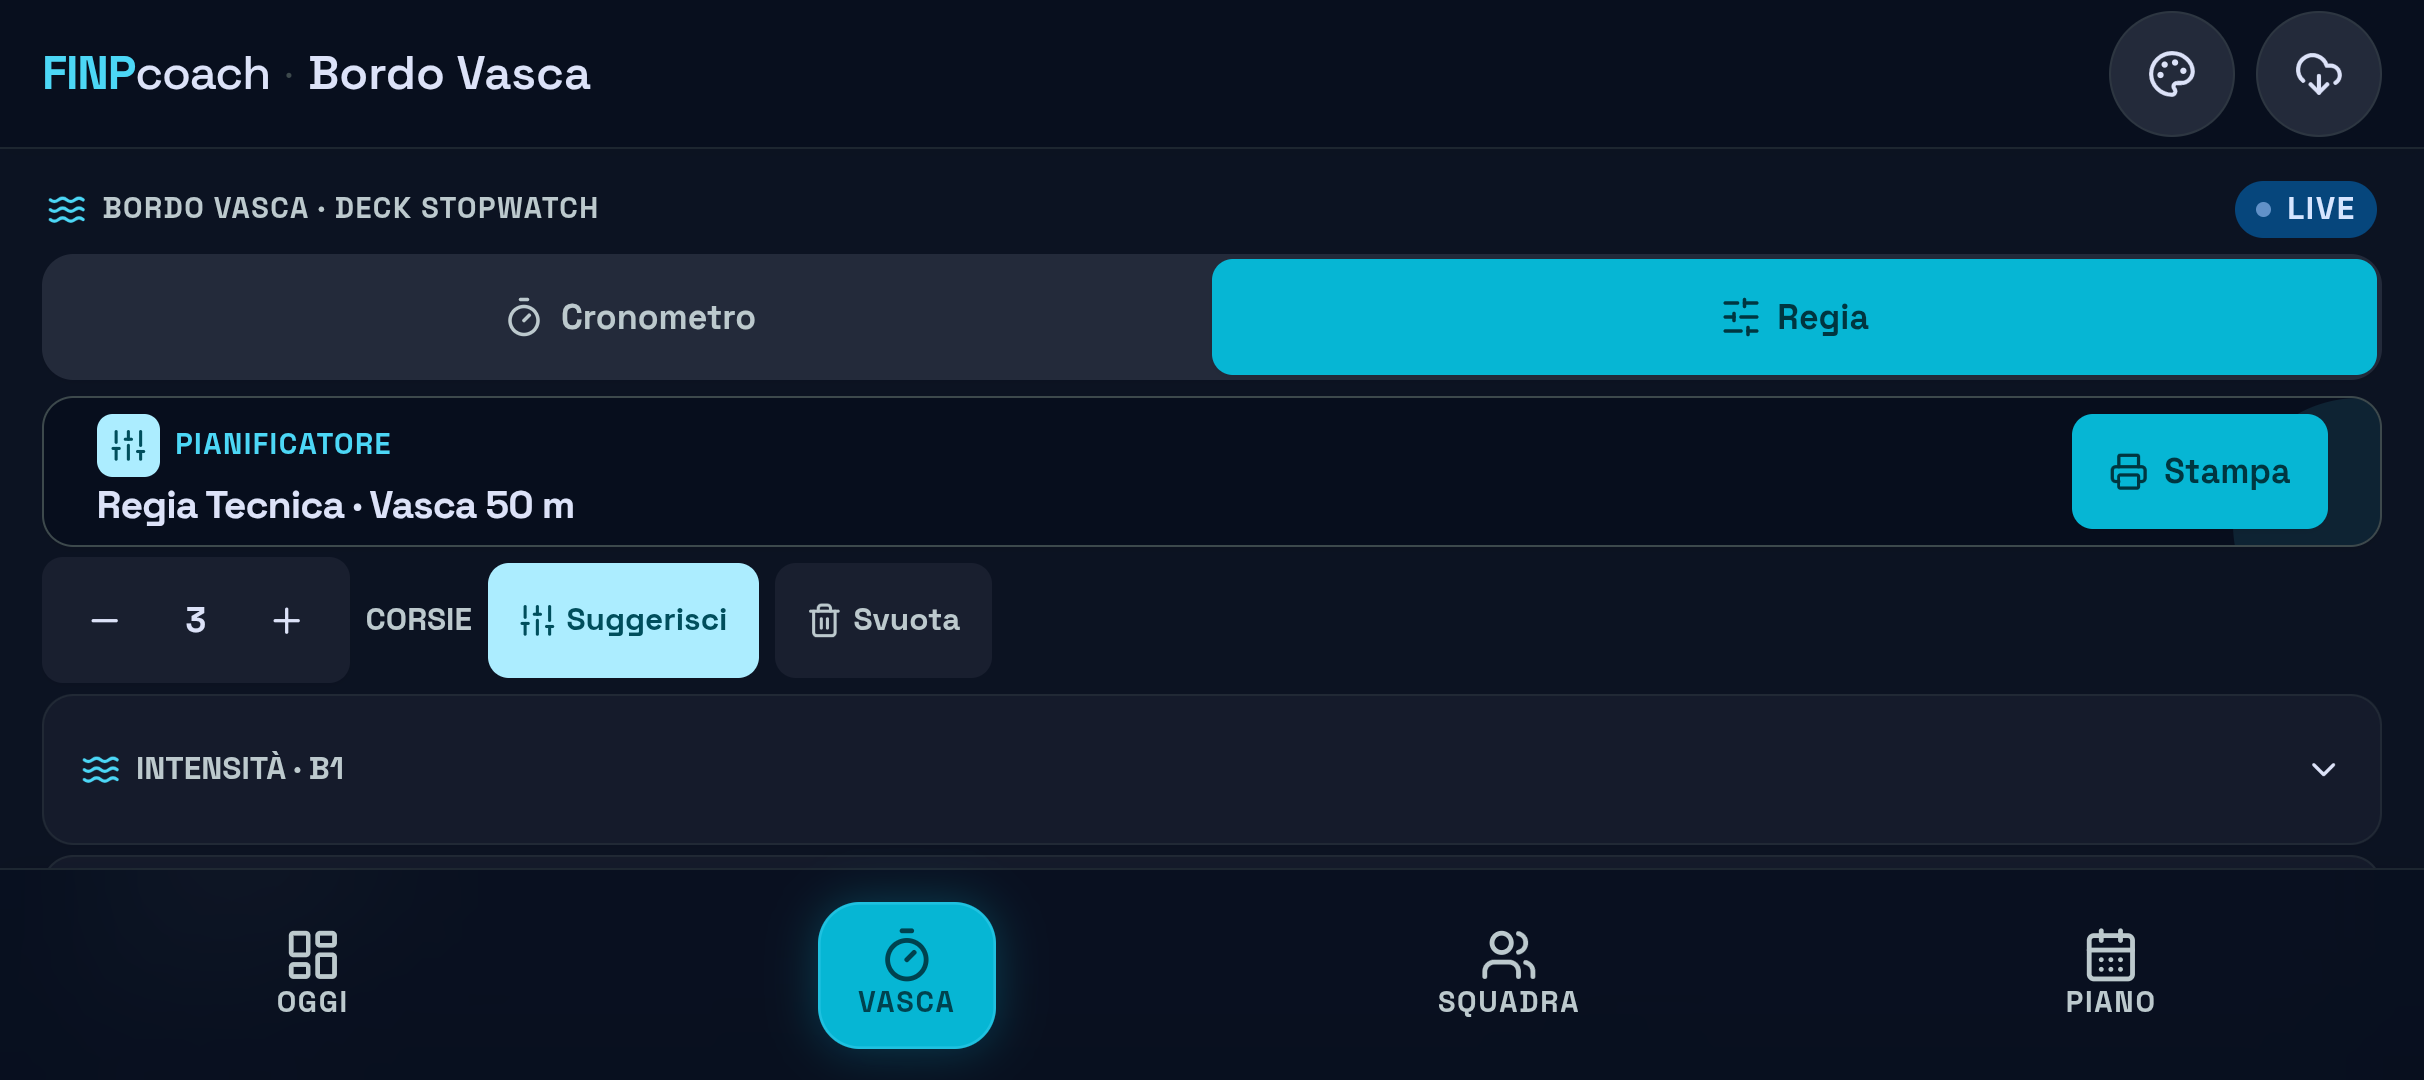 FINPcoach · Bordo Vasca
BORDO VASCA · DECK STOPWATCH
LIVE
Cronometro
Regia
PIANIFICATORE
Regia Tecnica · Vasca 50 m
Stampa
3
CORSIE
Suggerisci
Svuota
INTENSITÀ · B1
OGGI
VASCA
SQUADRA
PIANO